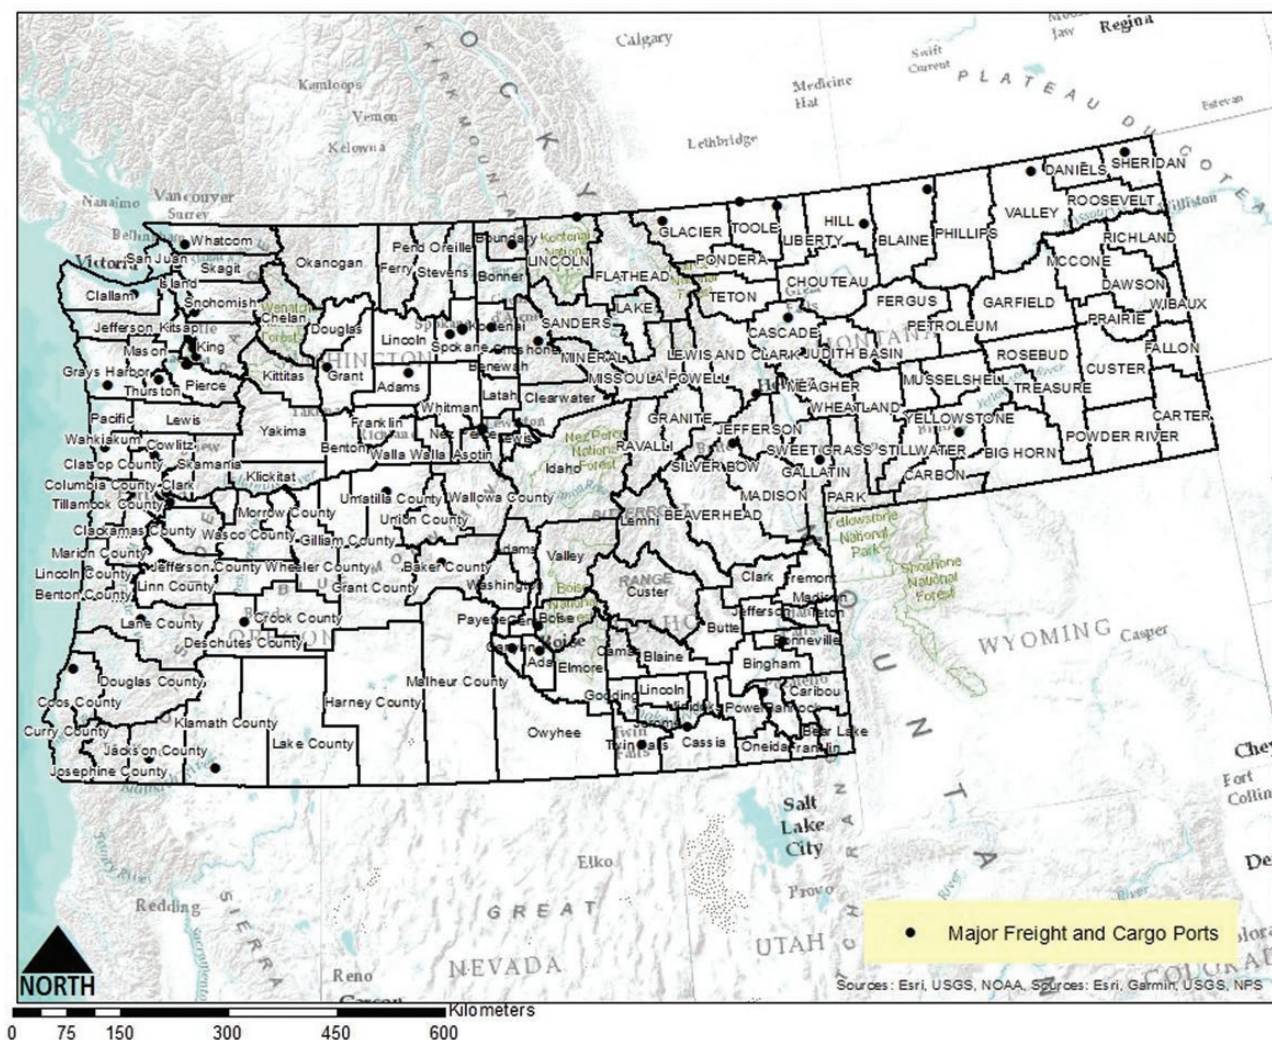 Calgary
Regina
Swift
Current
Medicine
Hat
PLATEAU DU
Estevan
Kamloops
Vernon
Kelowna
Lethbridge
ROCKY
Nanaimo
Vancouver
Surrey
Victoria
Williston
DANIELS
SHERIDAN
ROOSEVELT
VALLEY
RICHLAND
HILL
GLACIER
TOOLE
LIBERTY
BLAINE
PHILLIPS
MCCONE
DAWSON
WIBAUX
PONDERA
CHOUTEAU
TETON
FERGUS
GARFIELD
PRAIRIE
FALLON
Whatcom
San Juan
Skagit
Island
Okanogan
Ferry
Pend Oreille
Stevens
Boundary
Bonner
LINCOLN
FLATHEAD
LAKE
SANDERS
CASCADE
PETROLEUM
JUDITH BASIN
LEWIS AND CLARK
ROSEBUD
CUSTER
Clallam
Snohomish
Jefferson
Kitsap
Chelan
Douglas
Lincoln
Spokane
Kootenai
Shoshone
Benewah
MINERAL
MISSOULA
POWELL
MEAGHER
MUSSELSHELL
TREASURE
Mason
King
Grays Harbor
Thurston
Pierce
Kittitas
Grant
Adams
Whitman
Latah
Clearwater
WHEATLAND
YELLOWSTONE
CARTER
GRANITE
JEFFERSON
RAVALLI
Pacific
Lewis
Yakima
Franklin
Benton
Walla Walla
Asotin
Nez Perce
Lewis
SILVER BOW
SWEET GRASS
STILLWATER
BIG HORN
POWDER RIVER
GALLATIN
CARBON
Wahkiakum
Cowlitz
Skamania
Klickitat
Idaho
MADISON
PARK
BEAVERHEAD
Lemhi
Clatsop County
Columbia County
Clark
Tillamook County
Umatilla County
Wallowa County
Morrow County
Union County
Clackamas County
Wasco County
Gilliam County
Marion County
Jefferson County
Wheeler County
Baker County
Lincoln County
Linn County
Benton County
Grant County
Adams
Valley
Washington
Clark
Fremont
Custer
Madison
Jefferson
Teton
Lane County
Crook County
Deschutes County
Payette
Gem
Boise
Butte
Bonneville
Canyon
Ada
Elmore
Camas
Blaine
Bingham
Douglas County
Coos County
Malheur County
Harney County
Gooding
Lincoln
Minidoka
Jerome
Power
Bannock
Caribou
Klamath County
Lake County
Curry County
Jackson County
Josephine County
Owyhee
Twin Falls
Cassia
Oneida
Franklin
Bear Lake
Yellowstone
National
Park
Shoshone
National
Forest
WYOMING
Casper
Salt
Lake
City
Elko
Provo
Redding
SIERRA
GREAT
Reno
NEVADA
UTAH
Major Freight and Cargo Ports
Sources: Esri, USGS, NOAA, Sources: Esri, Garmin, USGS, NPS
NORTH
Kilometers
0 75 150 300 450 600